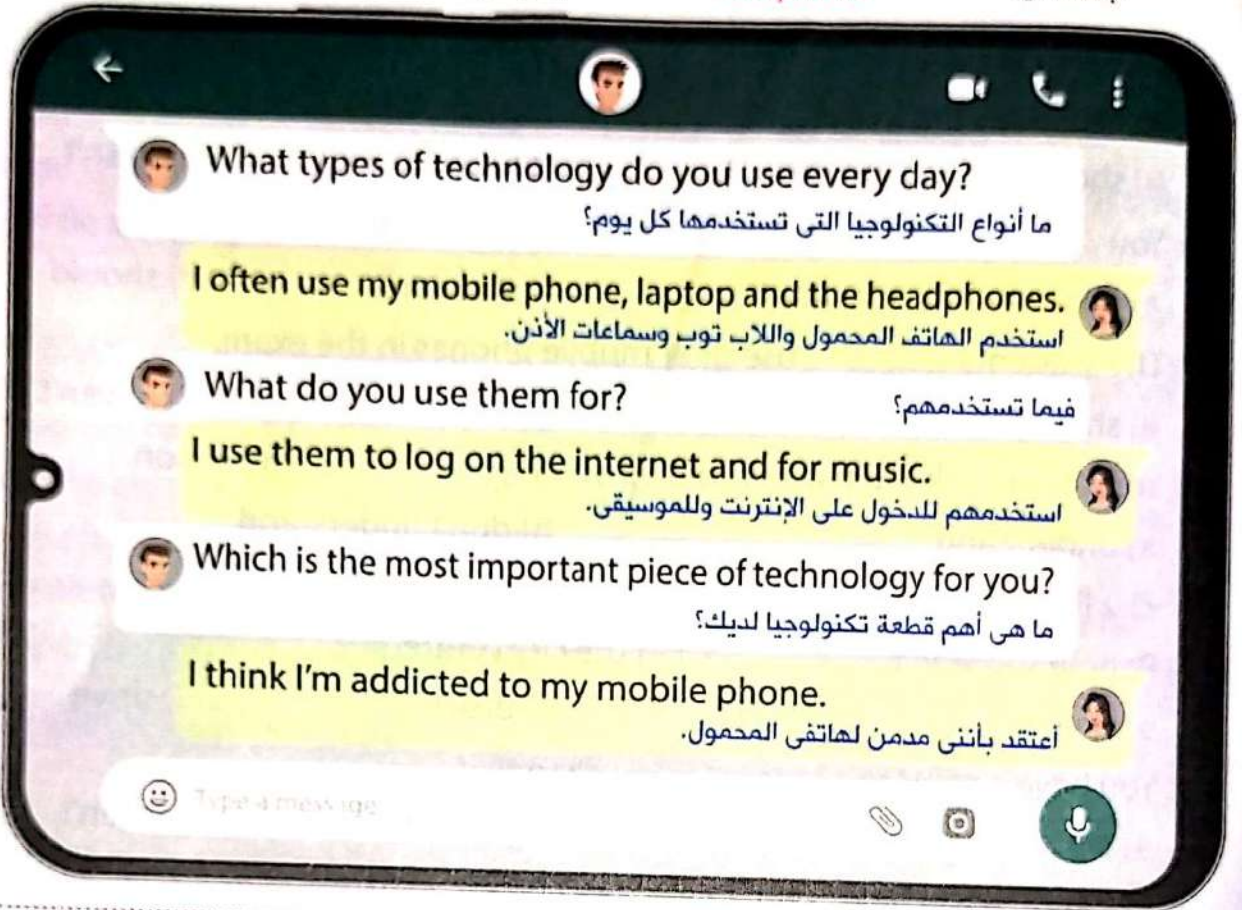 What types of technology do you use every day?
ما أنواع التكنولوجيا التى تستخدمها كل يوم؟
I often use my mobile phone, laptop and the headphones.
استخدم الهاتف المحمول واللاب توب وسماعات الأذن.
What do you use them for?
فيما تستخدمهم؟
I use them to log on the internet and for music.
استخدمهم للدخول على الإنترنت وللموسيقى.
Which is the most important piece of technology for you?
ما هى أهم قطعة تكنولوجيا لديك؟
I think I'm addicted to my mobile phone.
أعتقد بأننى مدمن لهاتفى المحمول.
Type a message